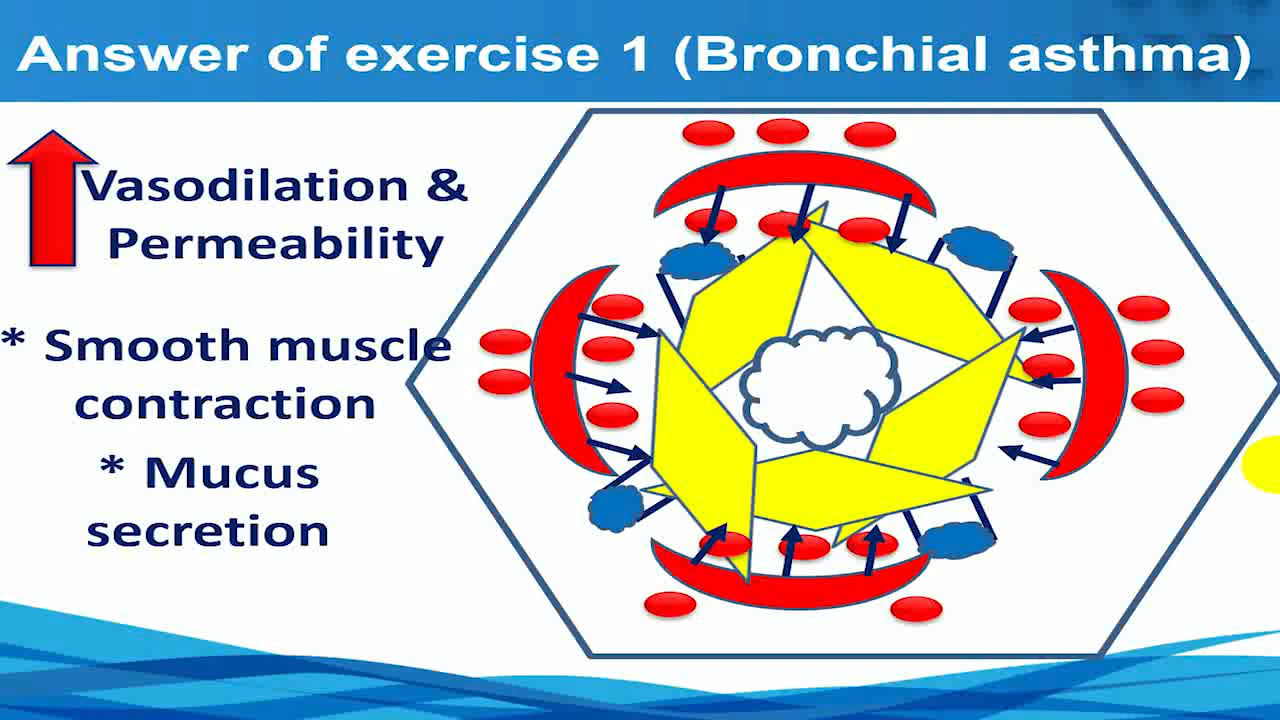 Answer of exercise 1 (Bronchial asthma)
Vasodilation &
Permeability
* Smooth muscle
contraction
* Mucus
secretion